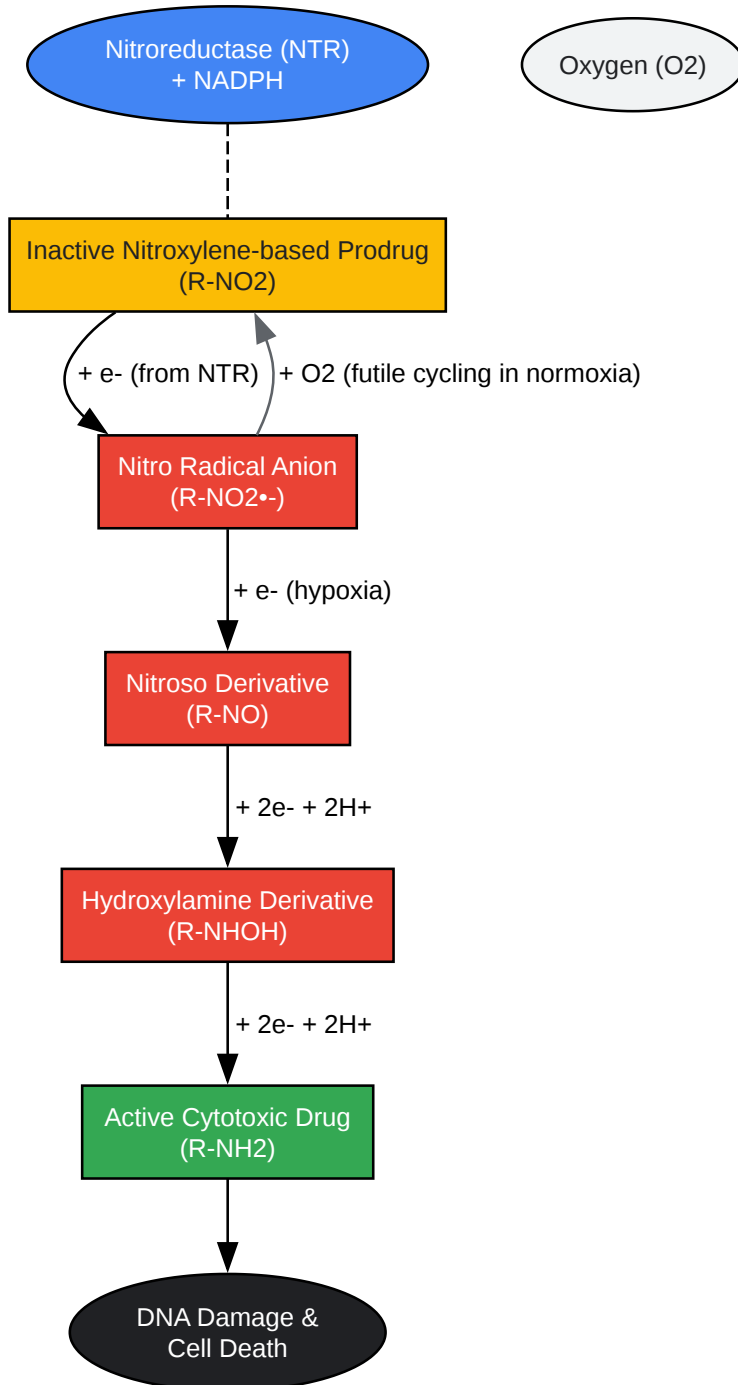 Nitroreductase (NTR)
+ NADPH
Oxygen (O2)
Inactive Nitroxylene-based Prodrug
(R-NO2)
+ e- (from NTR)
+ O2 (futile cycling in normoxia)
Nitro Radical Anion
(R-NO2•-)
+ e- (hypoxia)
Nitroso Derivative
(R-NO)
+ 2e- + 2H+
Hydroxylamine Derivative
(R-NHOH)
+ 2e- + 2H+
Active Cytotoxic Drug
(R-NH2)
DNA Damage &
Cell Death